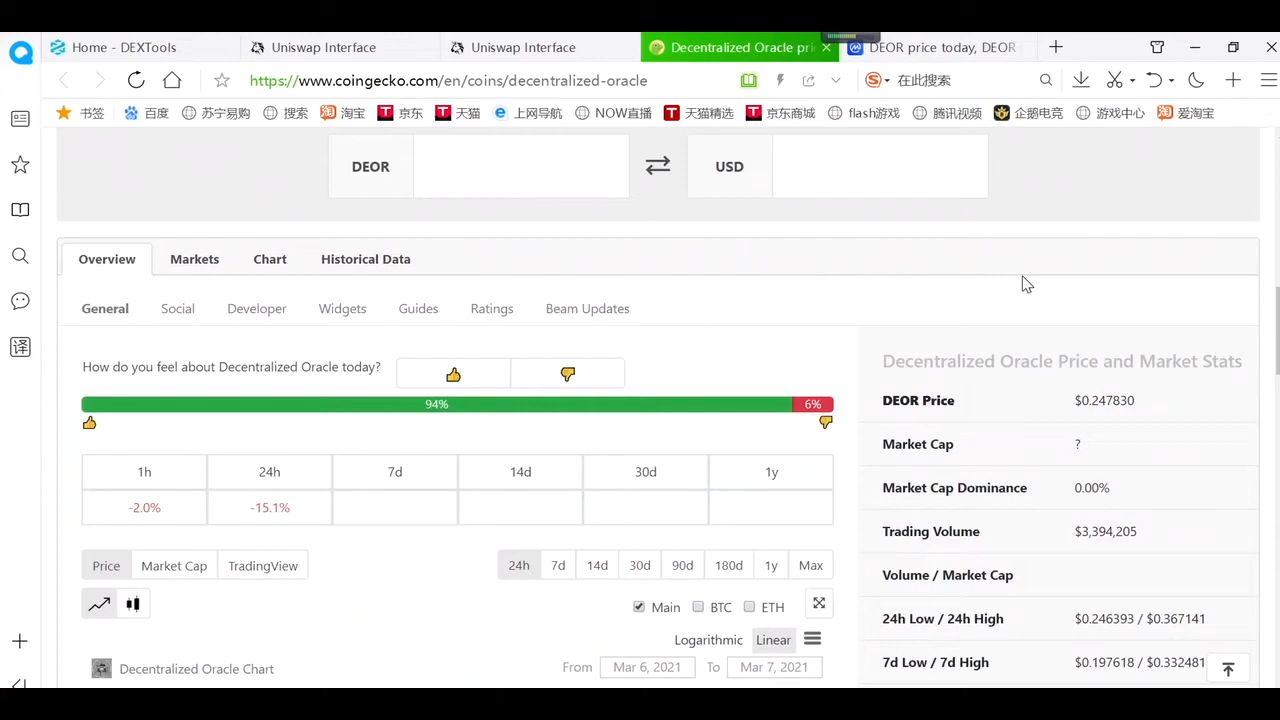 Home - DEXTools
Uniswap Interface
Uniswap Interface
Decentralized Oracle pri
DEOR price today, DEOR
https://www.coingecko.com/en/coins/decentralized-oracle
在此搜索
书签
百度
苏宁易购
搜索
淘宝
京东
天猫
上网导航
NOW直播
天猫精选
京东商城
flash游戏
腾讯视频
企鹅电竞
游戏中心
爱淘宝
译
DEOR
USD
Overview Markets Chart Historical Data
General Social Developer Widgets Guides Ratings Beam Updates
How do you feel about Decentralized Oracle today?
94%
6%
1h 24h 7d 14d 30d 1y
-2.0% -15.1%
Price Market Cap TradingView
24h 7d 14d 30d 90d 180d 1y Max
Main BTC ETH
Logarithmic Linear
Decentralized Oracle Chart
From Mar 6, 2021 To Mar 7, 2021
Decentralized Oracle Price and Market Stats
DEOR Price $0.247830
Market Cap ?
Market Cap Dominance 0.00%
Trading Volume $3,394,205
Volume / Market Cap
24h Low / 24h High $0.246393 / $0.367141
7d Low / 7d High $0.197618 / $0.332481